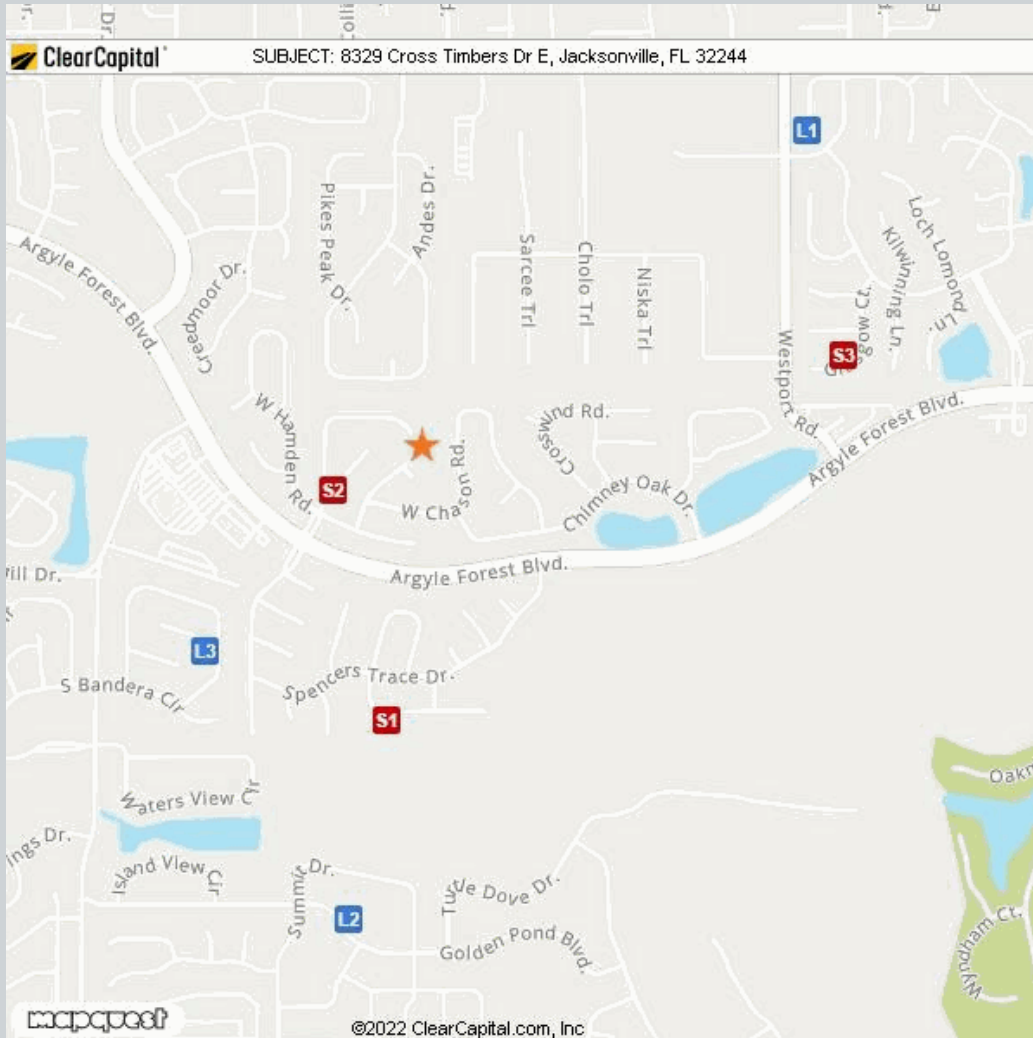 Dr.
ClearCapital
SUBJECT: 8329 Cross Timbers Dr E, Jacksonville, FL 32244
L1
Argyle Forest Blvd.
Creedmoor Dr.
Pikes Peak Dr.
Andes Dr.
Sarcee Trl
Cholo Trl
Niska Trl
Westport Rd.
Loch Lomond Ln.
Kilwinning Ln.
S3
Argyle Forest Blvd.
W Hamden Rd.
S2
W Chason Rd.
Crosswind Rd.
Chimney Oak Dr.
Argyle Forest Blvd.
L3
S Bandera Cir
Spencers Trace Dr.
S1
Waters View Cir
Island View Cir
Summit Dr.
L2
Turtle Dove Dr.
Golden Pond Blvd.
Wyndham Ct.
mapquest
©2022 ClearCapital.com, Inc